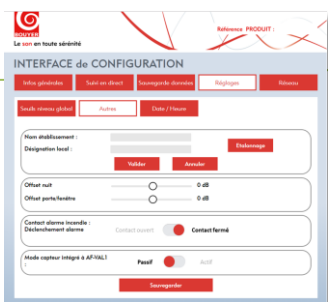 BOUYER
Le son en toute sérénité
Référence PRODUIT :
INTERFACE de CONFIGURATION
Infos générales
Suivi en direct
Sauvegarde données
Réglages
Réseau
Seuils niveau global
Autres
Date / Heure
Nom établissement :
Désignation local :
Etalonnage
Valider
Annuler
Offset nuit
0 dB
Offset porte/fenêtre
0 dB
Contact alarme incendie :
Déclenchement alarme
Contact ouvert
Contact fermé
Mode capteur intégré à AF-VAL1
:
Passif
Actif
Sauvegarder